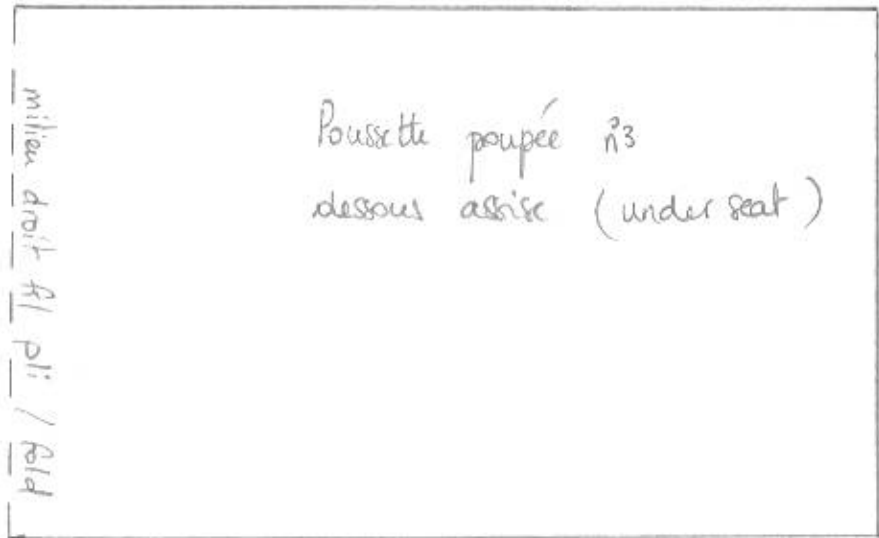 Poussette poupée n°3
dessous assise (under seat)
milieu droit fil pli / fold